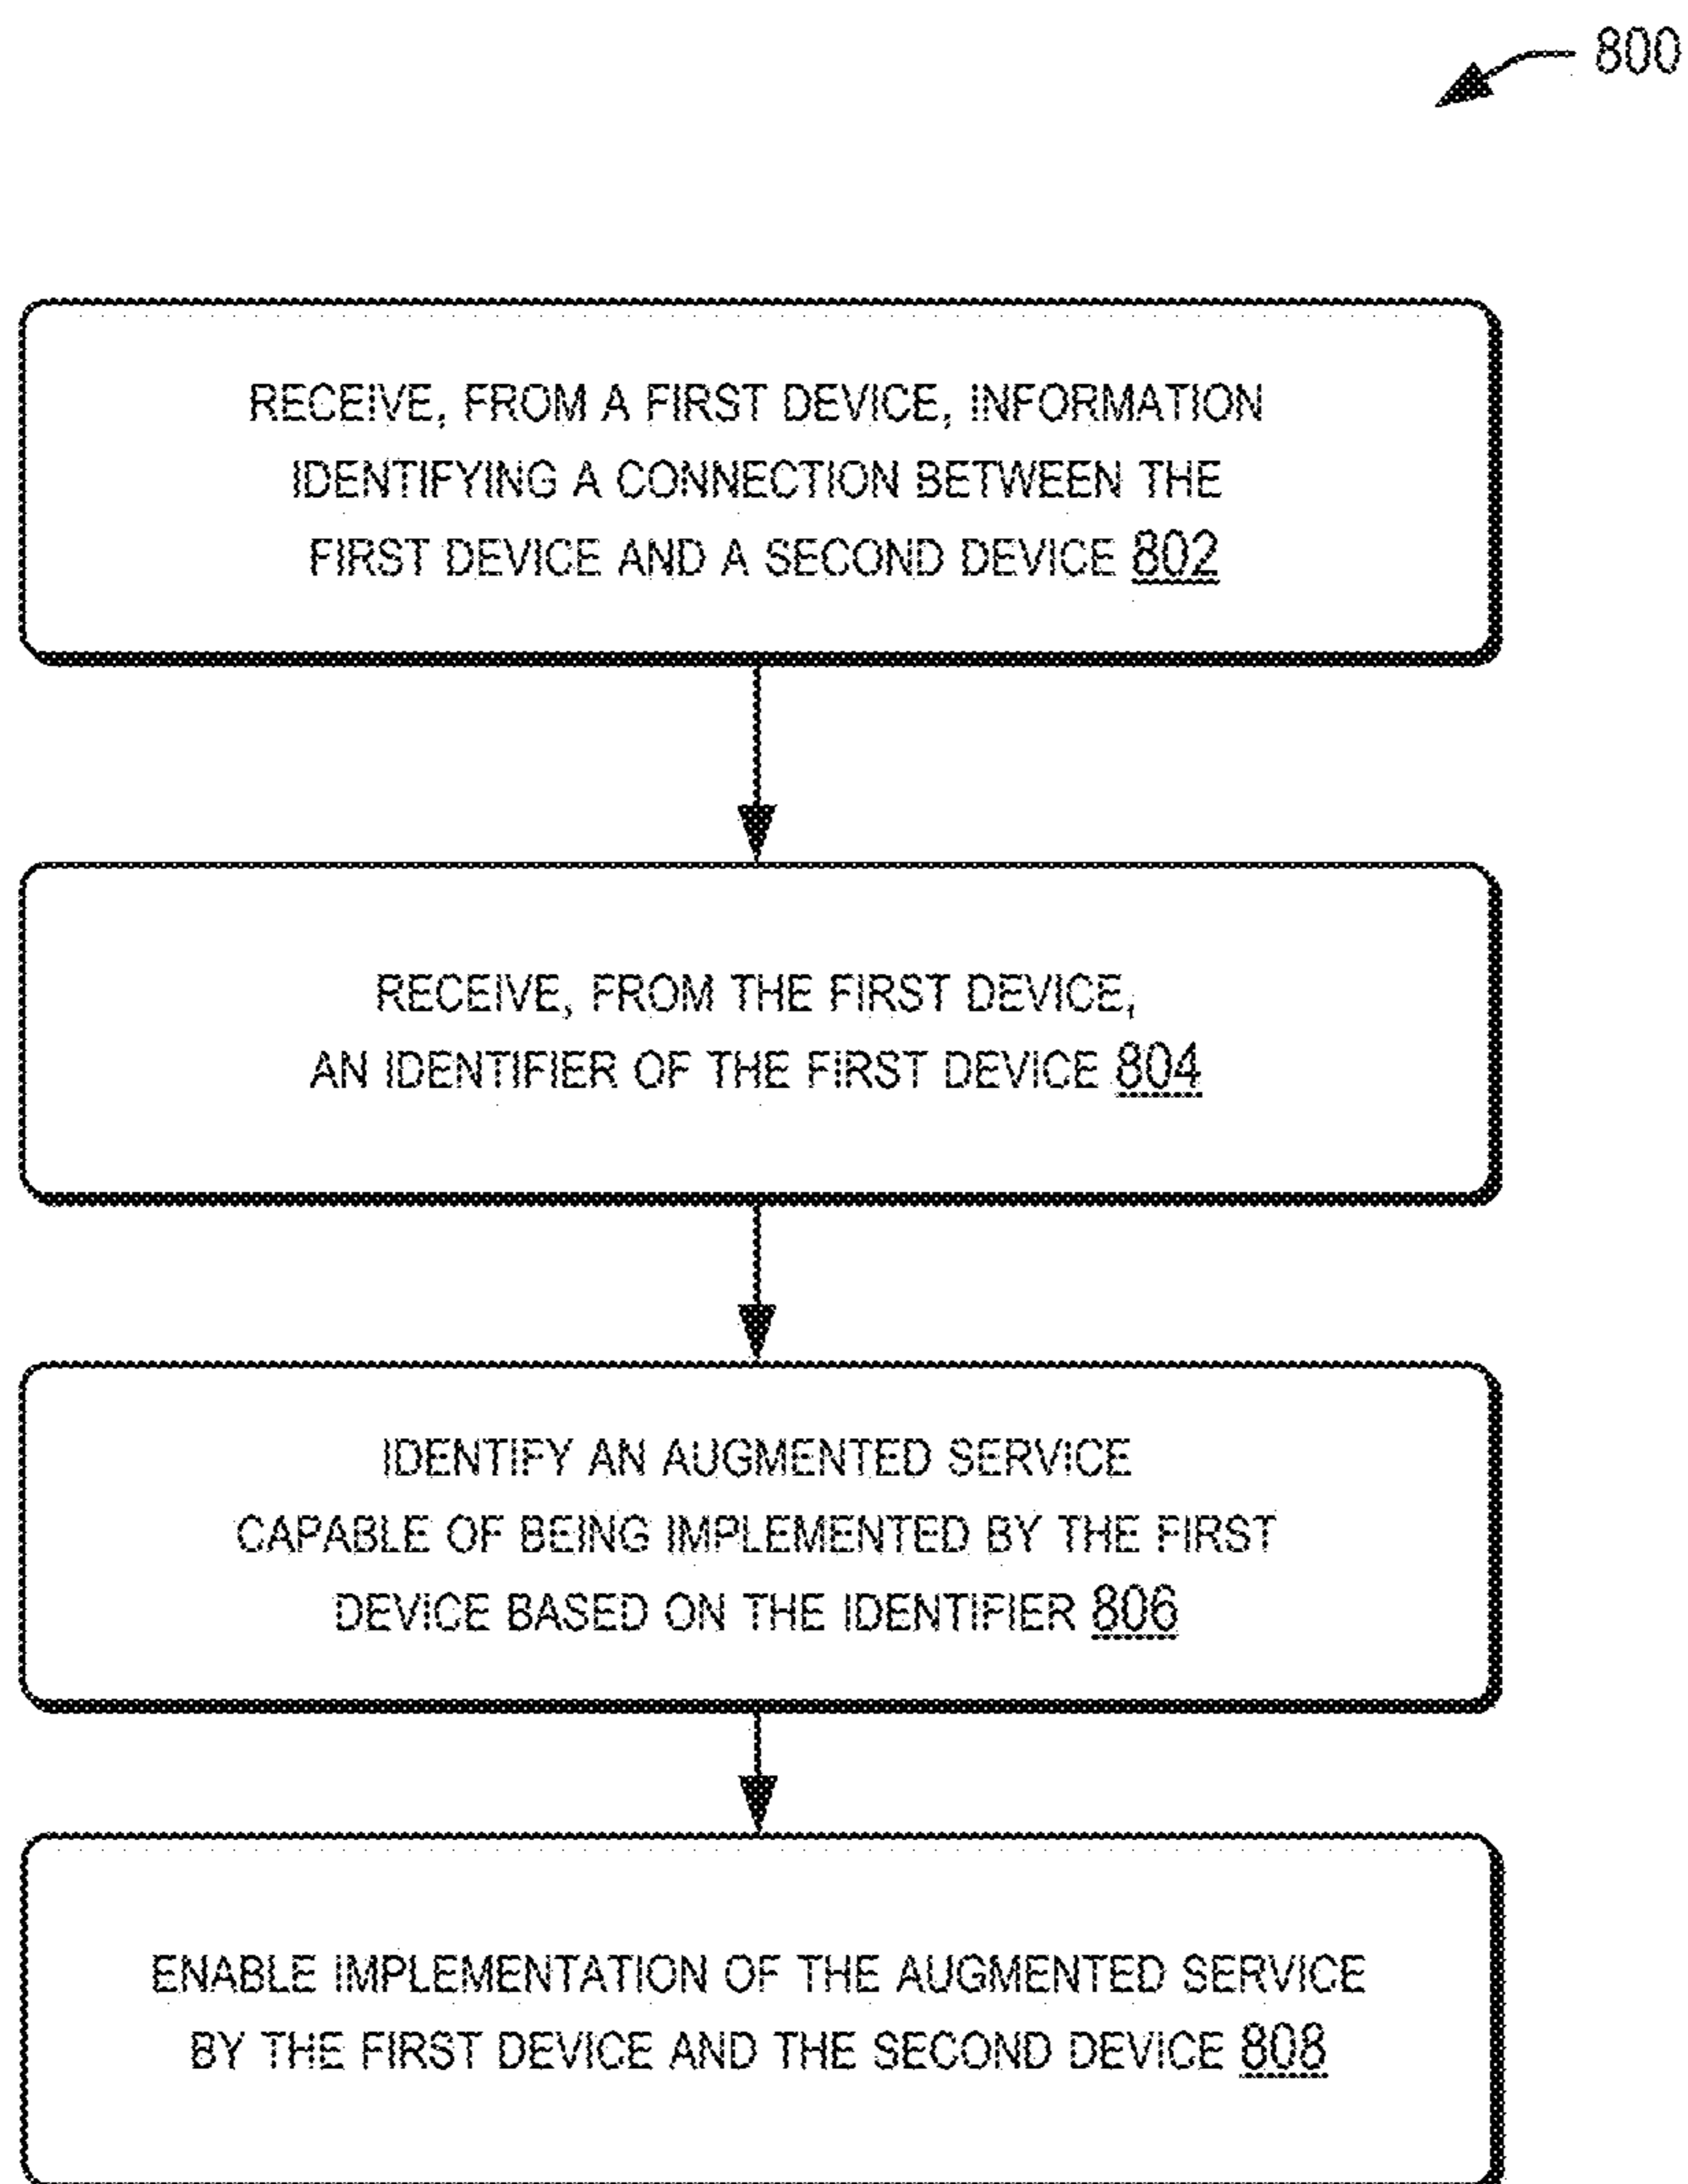 800
RECEIVE, FROM A FIRST DEVICE, INFORMATION
IDENTIFYING A CONNECTION BETWEEN THE
FIRST DEVICE AND A SECOND DEVICE 802
RECEIVE, FROM THE FIRST DEVICE,
AN IDENTIFIER OF THE FIRST DEVICE 804
IDENTIFY AN AUGMENTED SERVICE
CAPABLE OF BEING IMPLEMENTED BY THE FIRST
DEVICE BASED ON THE IDENTIFIER 806
ENABLE IMPLEMENTATION OF THE AUGMENTED SERVICE
BY THE FIRST DEVICE AND THE SECOND DEVICE 808